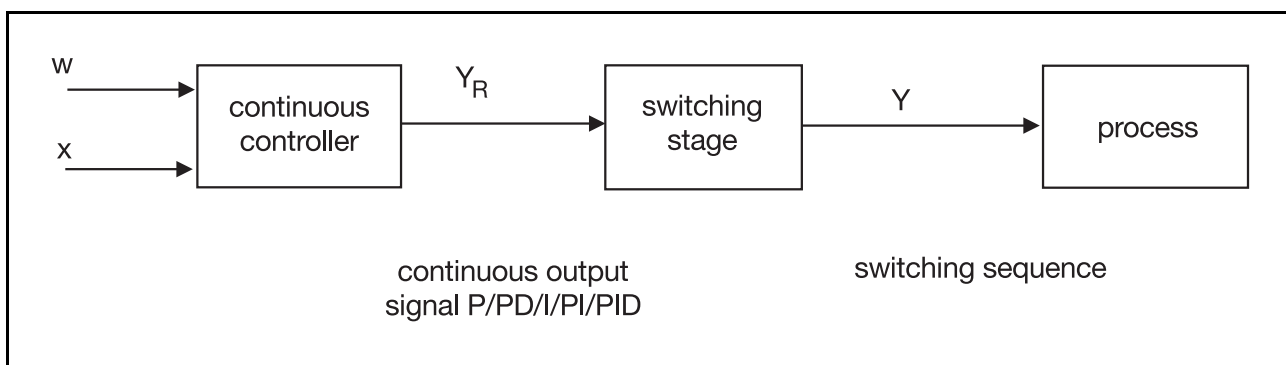 w
x
continuous
controller
Y_R
switching
stage
Y
process
continuous output
signal P/PD/I/PI/PID
switching sequence